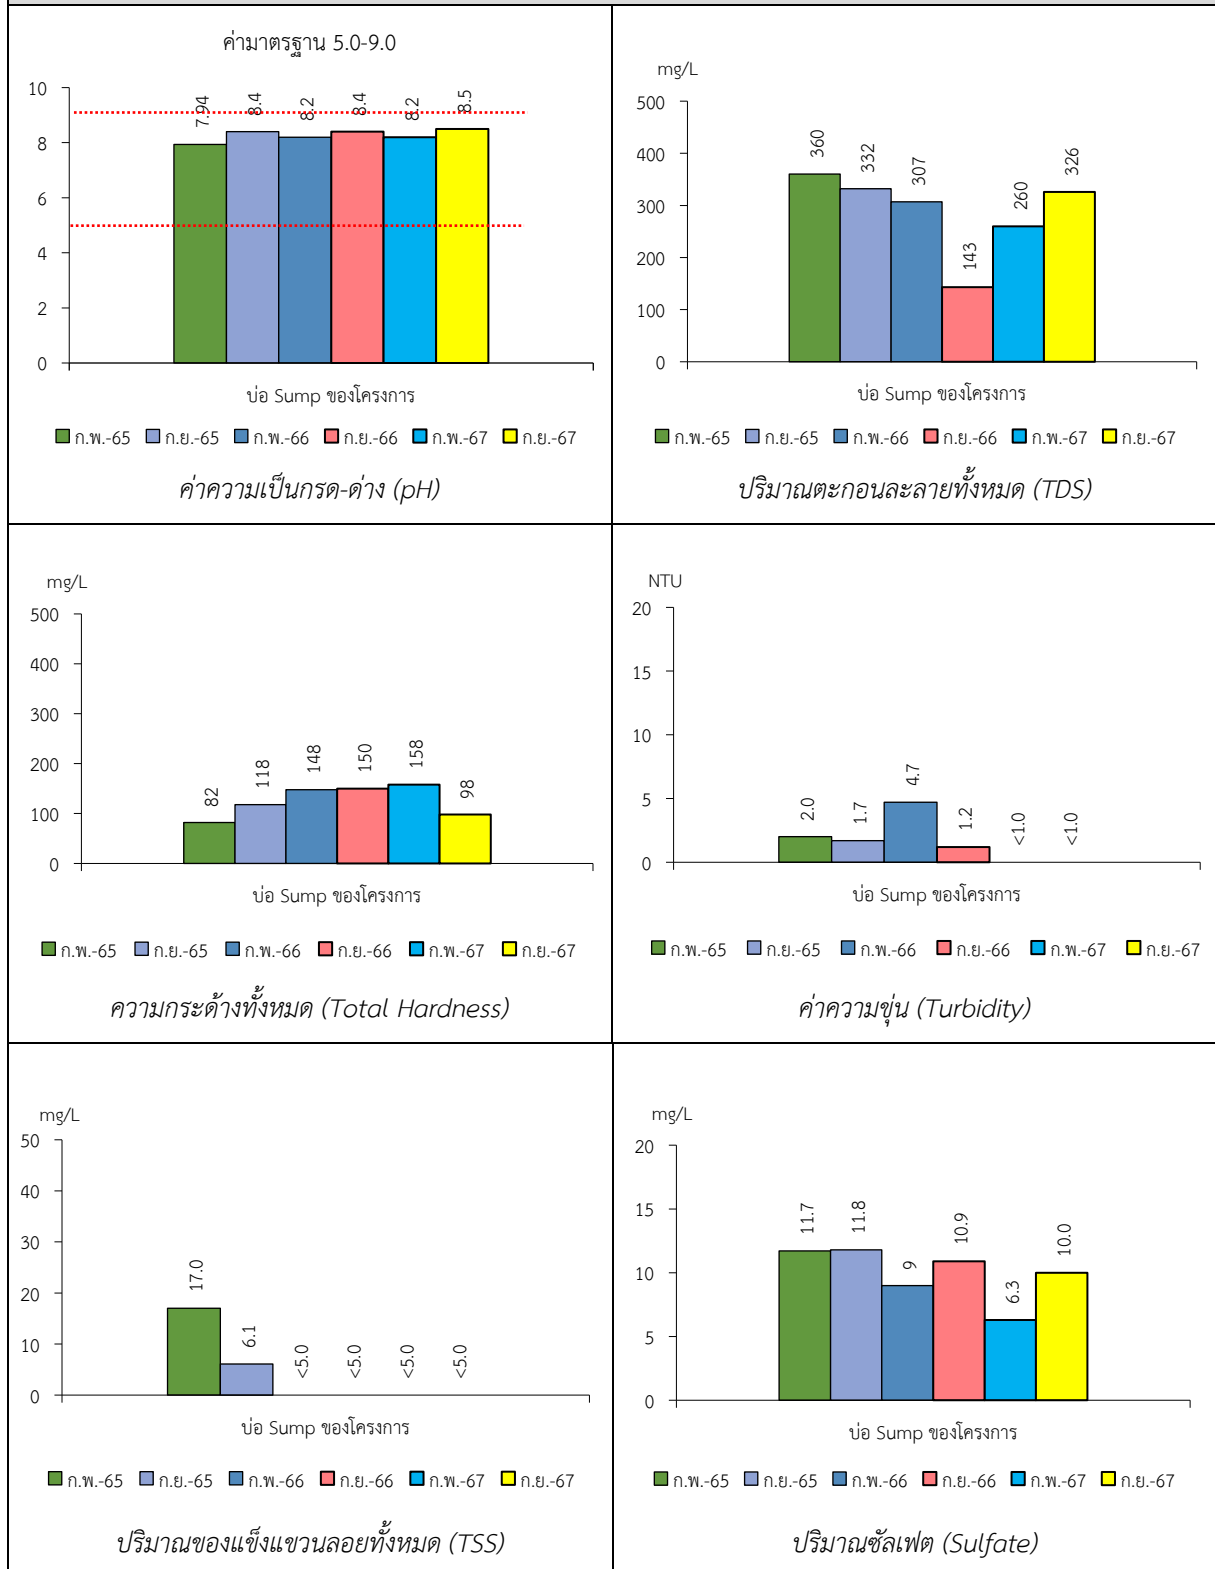 ค่ามาตรฐาน 5.0-9.0
10
8
6
4
2
0
7.94
8.4
8.2
8.4
8.2
8.5
บ่อ Sump ของโครงการ
ก.พ.-65 ก.ย.-65 ก.พ.-66 ก.ย.-66 ก.พ.-67 ก.ย.-67
ค่าความเป็นกรด-ด่าง (pH)
mg/L
500
400
300
200
100
0
360
332
307
143
260
326
บ่อ Sump ของโครงการ
ก.พ.-65 ก.ย.-65 ก.พ.-66 ก.ย.-66 ก.พ.-67 ก.ย.-67
ปริมาณตะกอนละลายทั้งหมด (TDS)
mg/L
500
400
300
200
100
0
82
118
148
150
158
98
บ่อ Sump ของโครงการ
ก.พ.-65 ก.ย.-65 ก.พ.-66 ก.ย.-66 ก.พ.-67 ก.ย.-67
ความกระด้างทั้งหมด (Total Hardness)
NTU
20
15
10
5
0
2.0
1.7
4.7
1.2
<1.0
<1.0
บ่อ Sump ของโครงการ
ก.พ.-65 ก.ย.-65 ก.พ.-66 ก.ย.-66 ก.พ.-67 ก.ย.-67
ค่าความขุ่น (Turbidity)
mg/L
50
40
30
20
10
0
17.0
6.1
<5.0
<5.0
<5.0
<5.0
บ่อ Sump ของโครงการ
ก.พ.-65 ก.ย.-65 ก.พ.-66 ก.ย.-66 ก.พ.-67 ก.ย.-67
ปริมาณของแข็งแขวนลอยทั้งหมด (TSS)
mg/L
20
15
10
5
0
11.7
11.8
9
10.9
6.3
10.0
บ่อ Sump ของโครงการ
ก.พ.-65 ก.ย.-65 ก.พ.-66 ก.ย.-66 ก.พ.-67 ก.ย.-67
ปริมาณซัลเฟต (Sulfate)